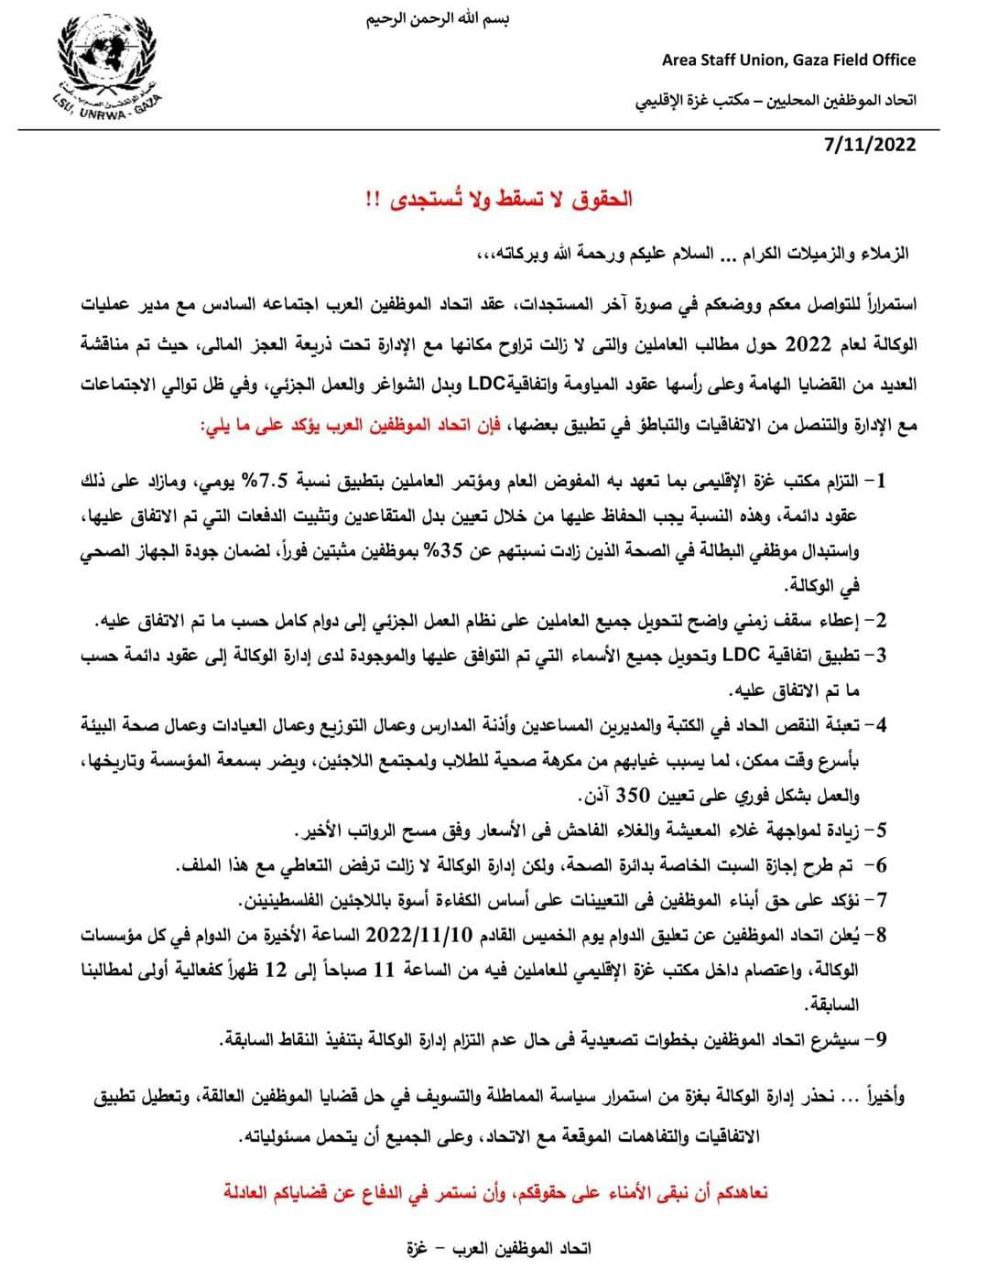 بسم الله الرحمن الرحيم
Area Staff Union, Gaza Field Office
اتحاد الموظفين المحليين – مكتب غزة الإقليمي
LSU, UNRWA - GAZA
7/11/2022
الحقوق لا تسقط ولا تُستجدى !!
الزملاء والزميلات الكرام ... السلام عليكم ورحمة الله وبركاته،،،
استمراراً للتواصل معكم ووضعكم في صورة آخر المستجدات، عقد اتحاد الموظفين العرب اجتماعه السادس مع مدير عمليات
الوكالة لعام 2022 حول مطالب العاملين والتى لا زالت تراوح مكانها مع الإدارة تحت ذريعة العجز المالى، حيث تم مناقشة
العديد من القضايا الهامة وعلى رأسها عقود المياومة واتفاقيةLDC وبدل الشواغر والعمل الجزئي، وفي ظل توالي الاجتماعات
مع الإدارة والتنصل من الاتفاقيات والتباطؤ في تطبيق بعضها، فإن اتحاد الموظفين العرب يؤكد على ما يلي:
1- التزام مكتب غزة الإقليمى بما تعهد به المفوض العام ومؤتمر العاملين بتطبيق نسبة 7.5% يومي، ومازاد على ذلك
عقود دائمة، وهذه النسبة يجب الحفاظ عليها من خلال تعيين بدل المتقاعدين وتثبيت الدفعات التي تم الاتفاق عليها،
واستبدال موظفي البطالة في الصحة الذين زادت نسبتهم عن 35% بموظفين مثبتين فوراً، لضمان جودة الجهاز الصحي
في الوكالة.
2- إعطاء سقف زمني واضح لتحويل جميع العاملين على نظام العمل الجزئي إلى دوام كامل حسب ما تم الاتفاق عليه.
3- تطبيق اتفاقية LDC وتحويل جميع الأسماء التي تم التوافق عليها والموجودة لدى إدارة الوكالة إلى عقود دائمة حسب
ما تم الاتفاق عليه.
4- تعبئة النقص الحاد في الكتبة والمديرين المساعدين وأذنة المدارس وعمال التوزيع وعمال العيادات وعمال صحة البيئة
بأسرع وقت ممكن، لما يسبب غيابهم من مكرهة صحية للطلاب ولمجتمع اللاجئين، ويضر بسمعة المؤسسة وتاريخها،
والعمل بشكل فوري على تعيين 350 آذن.
5- زيادة لمواجهة غلاء المعيشة والغلاء الفاحش فى الأسعار وفق مسح الرواتب الأخير.
6- تم طرح إجازة السبت الخاصة بدائرة الصحة، ولكن إدارة الوكالة لا زالت ترفض التعاطي مع هذا الملف.
7- نؤكد على حق أبناء الموظفين فى التعيينات على أساس الكفاءة أسوة باللاجئين الفلسطينينن.
8- يُعلن اتحاد الموظفين عن تعليق الدوام يوم الخميس القادم 2022/11/10 الساعة الأخيرة من الدوام في كل مؤسسات
الوكالة، واعتصام داخل مكتب غزة الإقليمي للعاملين فيه من الساعة 11 صباحاً إلى 12 ظهراً كفعالية أولى لمطالبنا
السابقة.
9- سيشرع اتحاد الموظفين بخطوات تصعيدية فى حال عدم التزام إدارة الوكالة بتنفيذ النقاط السابقة.
وأخيراً ... نحذر إدارة الوكالة بغزة من استمرار سياسة المماطلة والتسويف في حل قضايا الموظفين العالقة، وتعطيل تطبيق
الاتفاقيات والتفاهمات الموقعة مع الاتحاد، وعلى الجميع أن يتحمل مسئولياته.
نعاهدكم أن نبقى الأمناء على حقوقكم، وأن نستمر في الدفاع عن قضاياكم العادلة
اتحاد الموظفين العرب - غزة